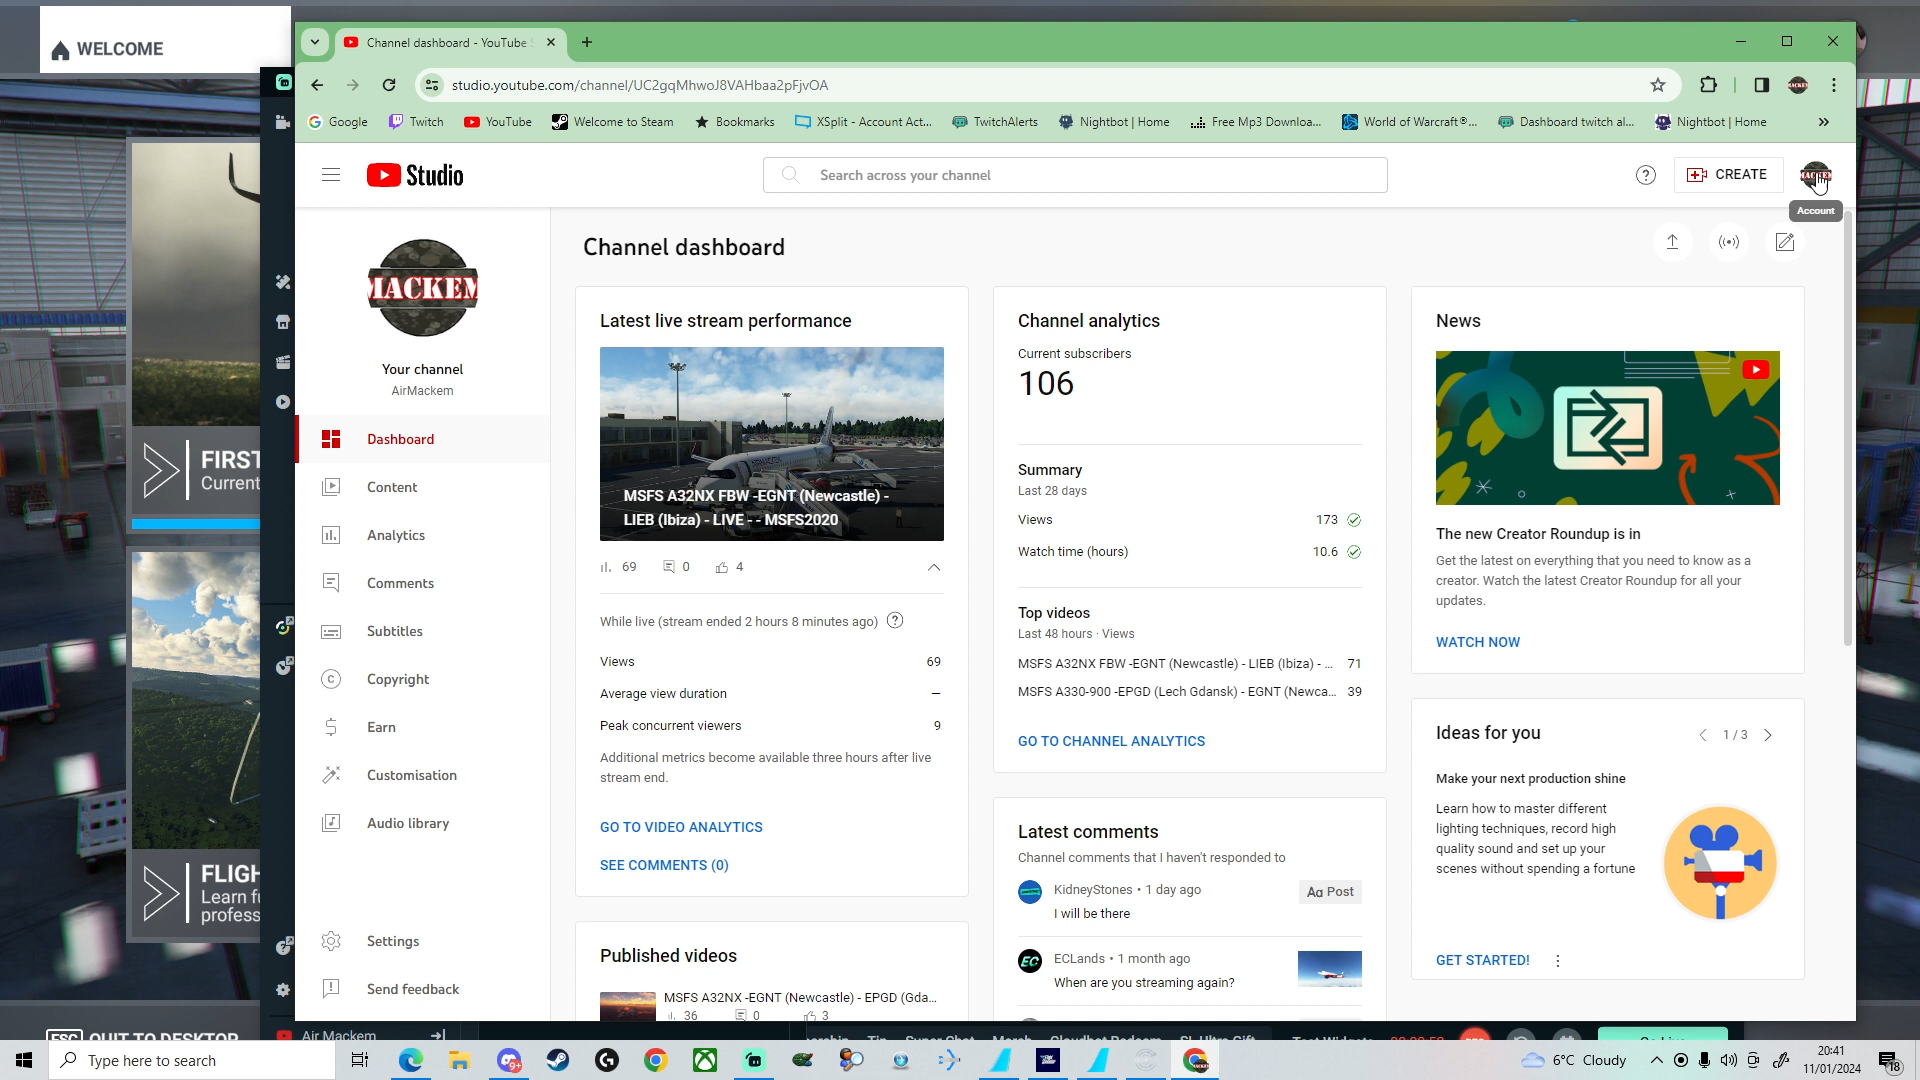 WELCOME
Channel dashboard - YouTube S
studio.youtube.com/channel/UC2gqMhwoJ8VAHbaa2pFjvOA
Google
Twitch
YouTube
Welcome to Steam
Bookmarks
XSplit - Account Act...
TwitchAlerts
Nightbot | Home
Free Mp3 Downloa...
World of Warcraft®...
Dashboard twitch al...
Nightbot | Home
Studio
Search across your channel
CREATE
Account
MACKEM
Your channel
AirMackem
Dashboard
Content
Analytics
Comments
Subtitles
Copyright
Earn
Customisation
Audio library
Settings
Send feedback
Channel dashboard
Latest live stream performance
MSFS A32NX FBW -EGNT (Newcastle) -
LIEB (Ibiza) - LIVE - - MSFS2020
69 0 4
While live (stream ended 2 hours 8 minutes ago)
Views 69
Average view duration –
Peak concurrent viewers 9
Additional metrics become available three hours after live
stream end.
GO TO VIDEO ANALYTICS
SEE COMMENTS (0)
Published videos
MSFS A32NX -EGNT (Newcastle) - EPGD (Gda...
36 0 3
Channel analytics
Current subscribers
106
Summary
Last 28 days
Views 173
Watch time (hours) 10.6
Top videos
Last 48 hours · Views
MSFS A32NX FBW -EGNT (Newcastle) - LIEB (Ibiza) - ... 71
MSFS A330-900 -EPGD (Lech Gdansk) - EGNT (Newca... 39
GO TO CHANNEL ANALYTICS
Latest comments
Channel comments that I haven't responded to
KidneyStones • 1 day ago
I will be there
Aa Post
EC
ECLands • 1 month ago
When are you streaming again?
News
The new Creator Roundup is in
Get the latest on everything that you need to know as a
creator. Watch the latest Creator Roundup for all your
updates.
WATCH NOW
Ideas for you
1 / 3
Make your next production shine
Learn how to master different
lighting techniques, record high
quality sound and set up your
scenes without spending a fortune
GET STARTED!
FIRST
Current
FLIGH
Learn fu
profess
ESC QUIT TO DESKTOP
Air Mackem
Type here to search
9+
6°C Cloudy
20:41
11/01/2024
18